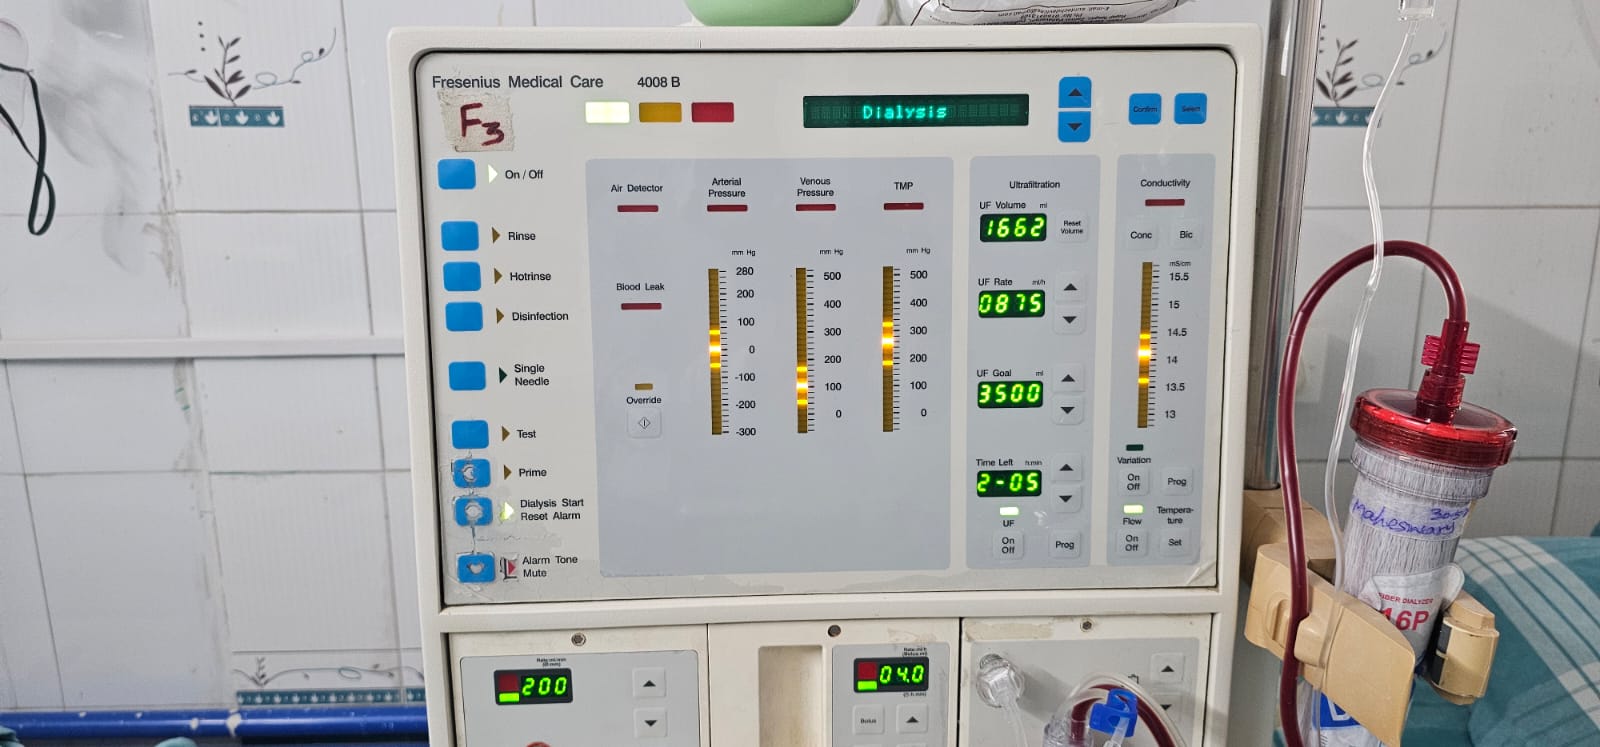 Fresenius Medical Care 4008 B
F3
Dialysis
Confirm
Select
On / Off
Rinse
Hotrinse
Disinfection
Single
Needle
Test
Prime
Dialysis Start
Reset Alarm
Alarm Tone
Mute
Air Detector
Blood Leak
Override
Arterial
Pressure
mm Hg
280
200
100
0
-100
-200
-300
Venous
Pressure
mm Hg
500
400
300
200
100
0
TMP
mm Hg
500
400
300
200
100
0
Ultrafiltration
UF Volume ml
1662
Reset
Volume
UF Rate ml/h
0875
UF Goal ml
3500
Time Left h:min
2-05
UF
On
Off
Prog
Conductivity
Conc
Bic
mS/cm
15.5
15
14.5
14
13.5
13
Variation
On
Off
Prog
Flow
Tempera-
ture
On
Off
Set
200
04.0
Bolus
Maheswary
FIBER DIALYZER
16P